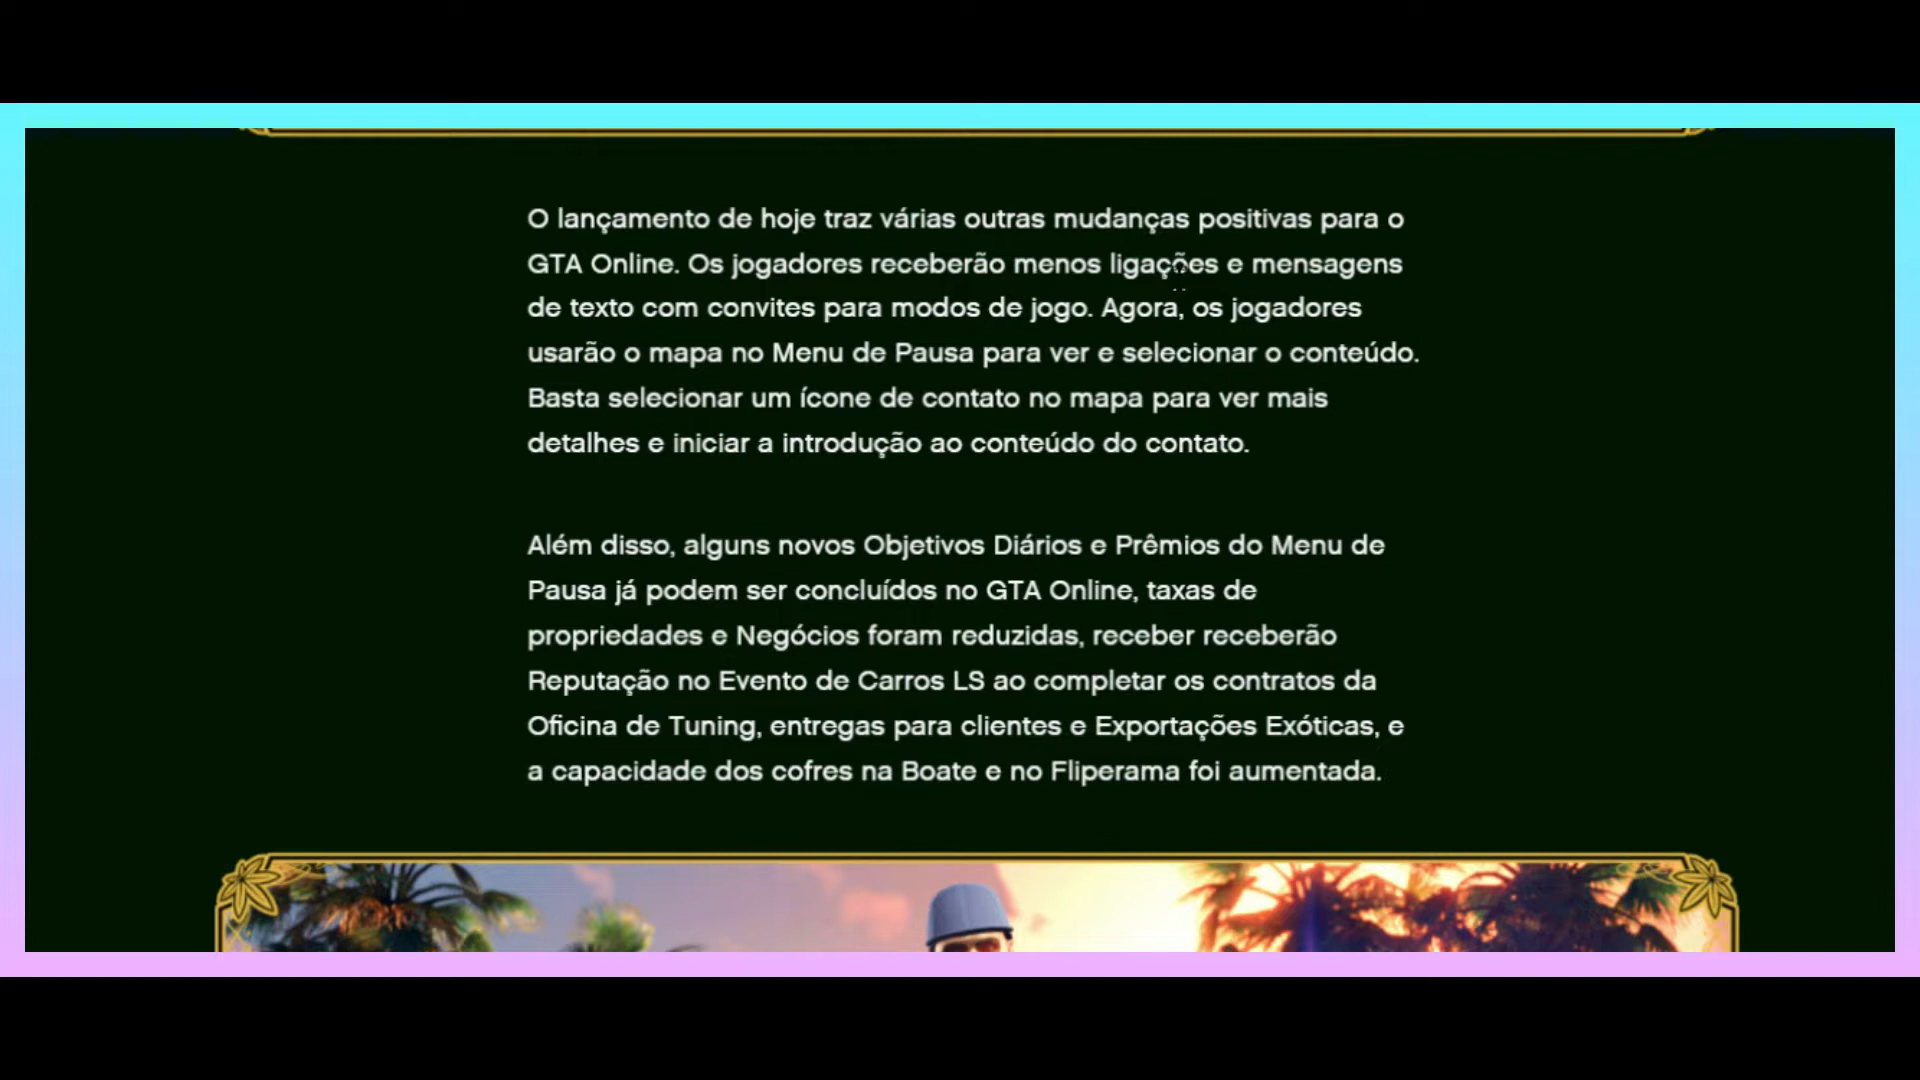 O lançamento de hoje traz várias outras mudanças positivas para o
GTA Online. Os jogadores receberão menos ligações e mensagens
de texto com convites para modos de jogo. Agora, os jogadores
usarão o mapa no Menu de Pausa para ver e selecionar o conteúdo.
Basta selecionar um ícone de contato no mapa para ver mais
detalhes e iniciar a introdução ao conteúdo do contato.
Além disso, alguns novos Objetivos Diários e Prêmios do Menu de
Pausa já podem ser concluídos no GTA Online, taxas de
propriedades e Negócios foram reduzidas, receber receberão
Reputação no Evento de Carros LS ao completar os contratos da
Oficina de Tuning, entregas para clientes e Exportações Exóticas, e
a capacidade dos cofres na Boate e no Fliperama foi aumentada.